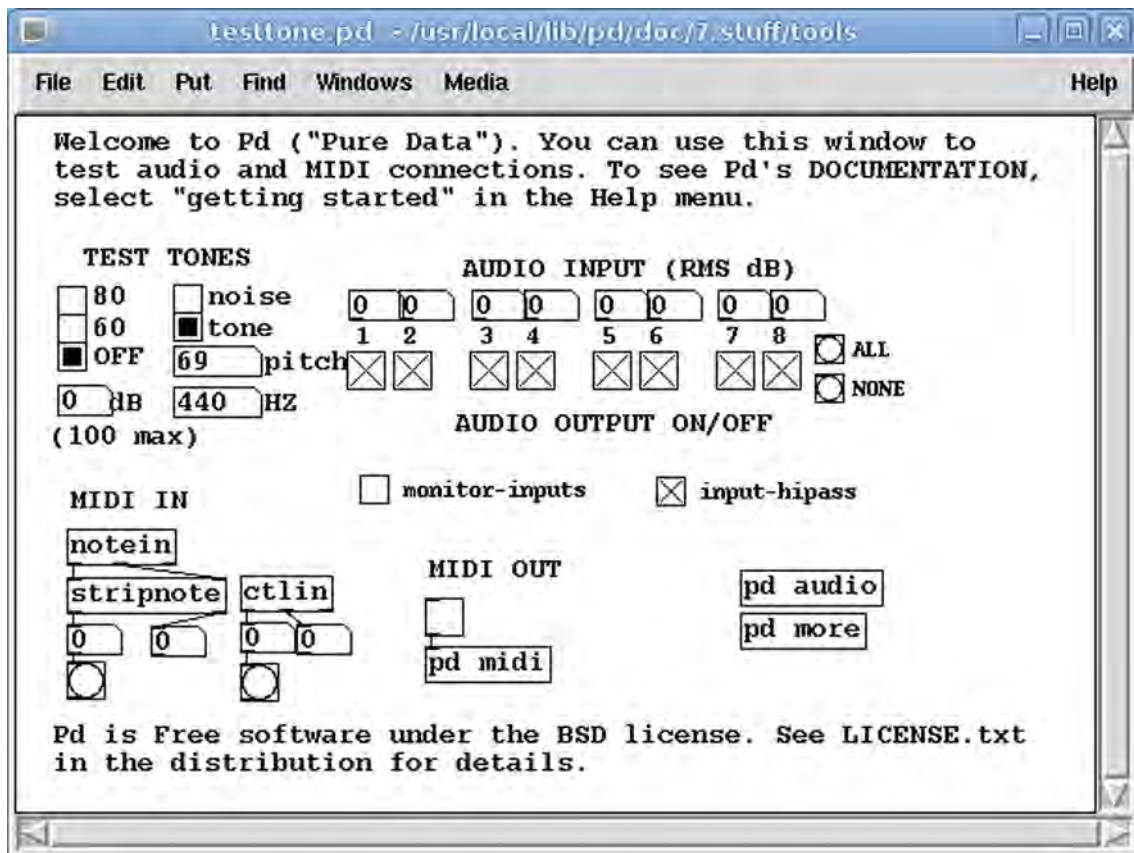 testtone.pd - /usr/local/lib/pd/doc/7.stuff/tools
File Edit Put Find Windows Media Help
Welcome to Pd ("Pure Data"). You can use this window to
test audio and MIDI connections. To see Pd's DOCUMENTATION,
select "getting started" in the Help menu.
TEST TONES
80 noise
60 tone
OFF 69 pitch
0 dB 440 HZ
(100 max)
AUDIO INPUT (RMS dB)
0 0 0 0 0 0 0 0
1 2 3 4 5 6 7 8
ALL
NONE
AUDIO OUTPUT ON/OFF
monitor-inputs input-hipass
MIDI IN
notein
stripnote ctlin
0 0 0 0
MIDI OUT
pd midi
pd audio
pd more
Pd is Free software under the BSD license. See LICENSE.txt
in the distribution for details.